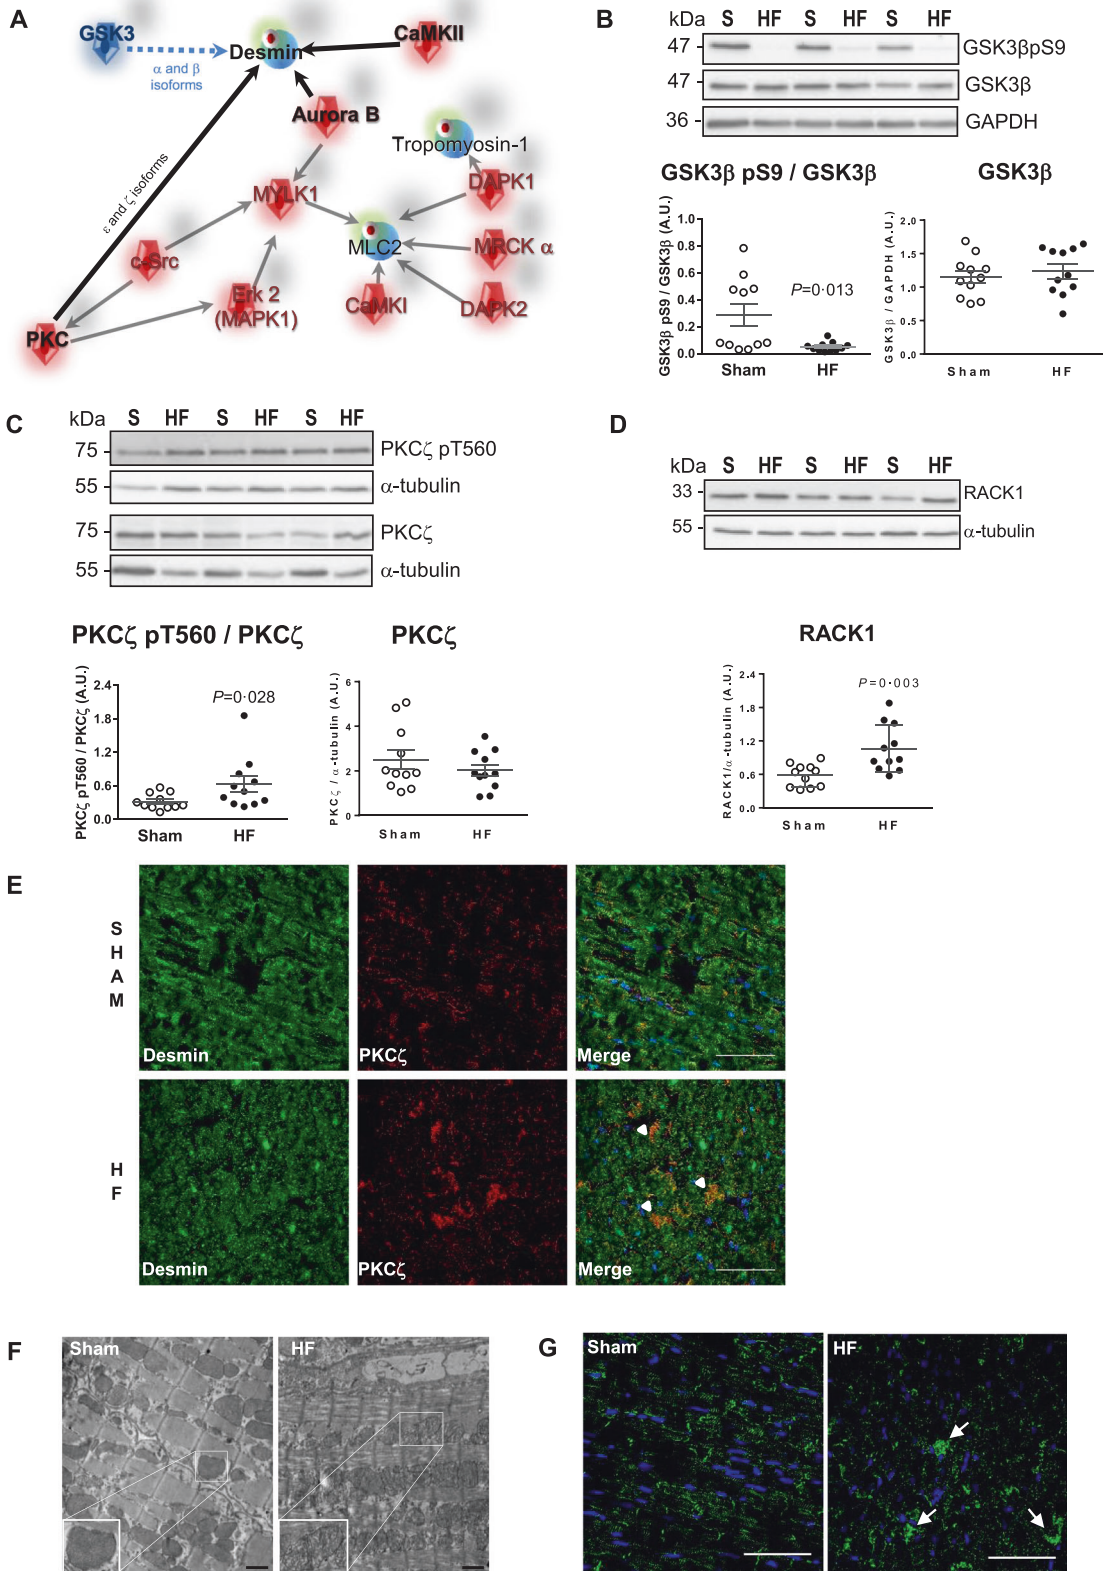 A
GSK3
Desmin
CaMKII
α and β
isoforms
Aurora B
Tropomyosin-1
ε and ζ isoforms
MYLK1
DAPK1
MLC2
MRCK α
c-Src
Erk 2
(MAPK1)
CaMKI
DAPK2
PKC
B
kDa S HF S HF S HF
47 GSK3βpS9
47 GSK3β
36 GAPDH
GSK3β pS9 / GSK3β
GSK3β pS9 / GSK3β (A.U.)
1.0
0.8
0.6
0.4
0.2
0.0
P=0·013
Sham HF
GSK3β
GSK3β / GAPDH (A.U.)
2.0
1.5
1.0
0.5
0.0
Sham HF
C
kDa S HF S HF S HF
75 PKCζ pT560
55 α-tubulin
75 PKCζ
55 α-tubulin
PKCζ pT560 / PKCζ
PKCζ pT560 / PKCζ (A.U.)
2.4
1.8
1.2
0.6
0.0
P=0·028
Sham HF
PKCζ
PKCζ / α-tubulin (A.U.)
6
4
2
0
Sham HF
D
kDa S HF S HF S HF
33 RACK1
55 α-tubulin
RACK1
RACK1/α-tubulin (A.U.)
2.4
1.8
1.2
0.6
0.0
P=0·003
Sham HF
E
SHAM
Desmin PKCζ Merge
HF
Desmin PKCζ Merge
F
Sham HF
G
Sham HF